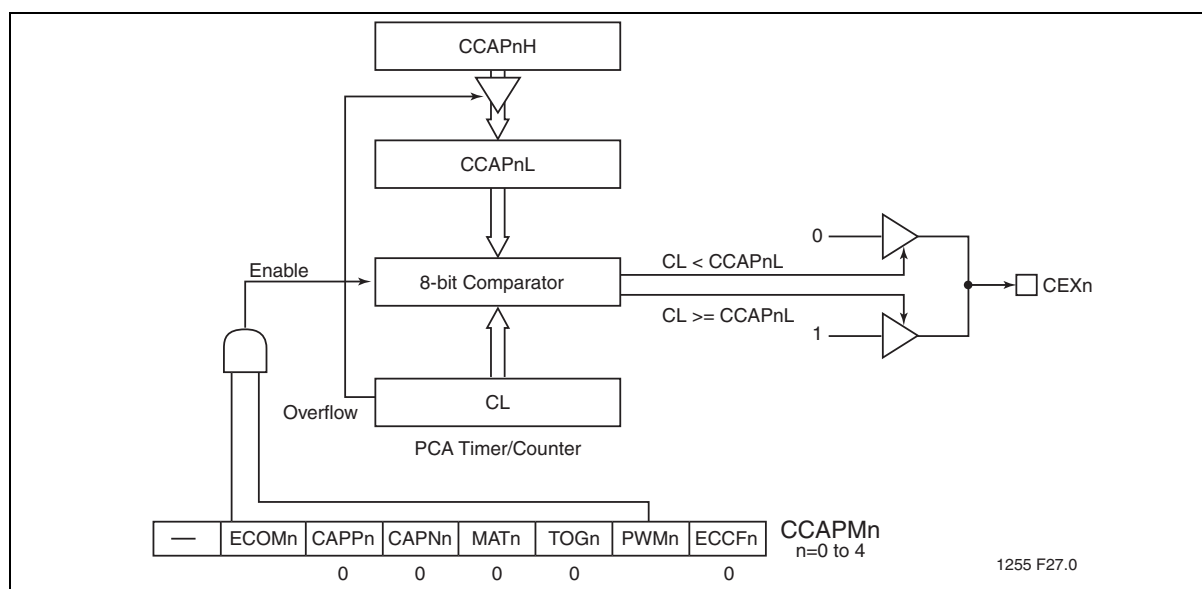 CCAPnH
CCAPnL
0
CL < CCAPnL
Enable
8-bit Comparator
CEXn
CL >= CCAPnL
1
Overflow
CL
PCA Timer/Counter
— ECOMn CAPPn CAPNn MATn TOGn PWMn ECCFn CCAPMn
n=0 to 4
0 0 0 0 0
1255 F27.0